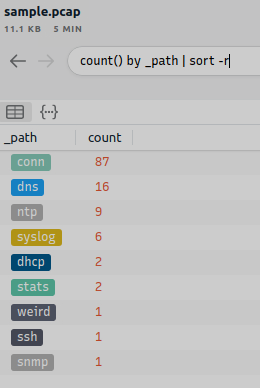 sample.pcap
11.1 KB 5 MIN
count() by _path | sort -r
_path count
conn 87
dns 16
ntp 9
syslog 6
dhcp 2
stats 2
weird 1
ssh 1
snmp 1